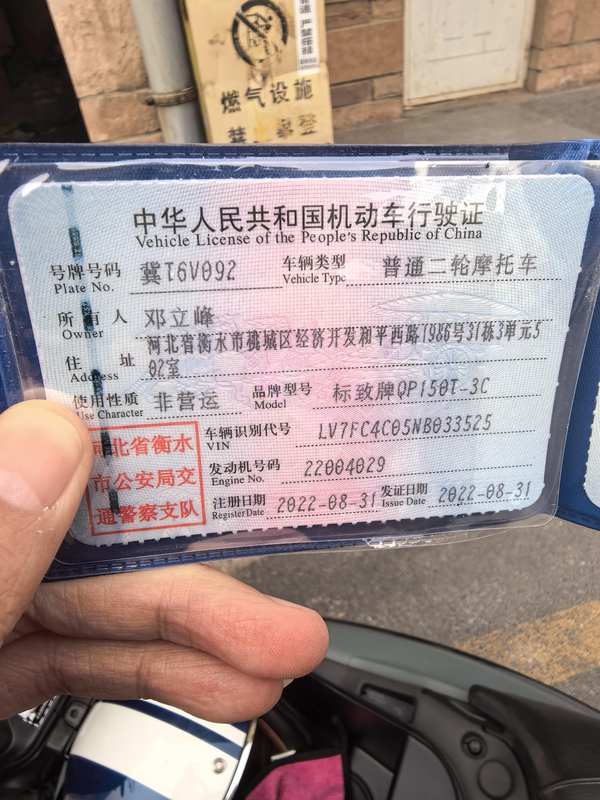 燃气设施
严禁
中华人民共和国机动车行驶证
Vehicle License of the People's Republic of China
号牌号码 冀T6V092 车辆类型 普通二轮摩托车
Plate No. Vehicle Type
所有人 邓立峰
Owner
河北省衡水市桃城区经济开发和平西路1986号31栋3单元5
住址 02室
Address
使用性质 非营运 品牌型号 标致牌QP150T-3C
Use Character Model
河北省衡水
市公安局交
通警察支队
车辆识别代号 LV7FC4C05NB033525
VIN
发动机号码 22004029
Engine No.
注册日期 2022-08-31 发证日期 2022-08-31
Register Date Issue Date